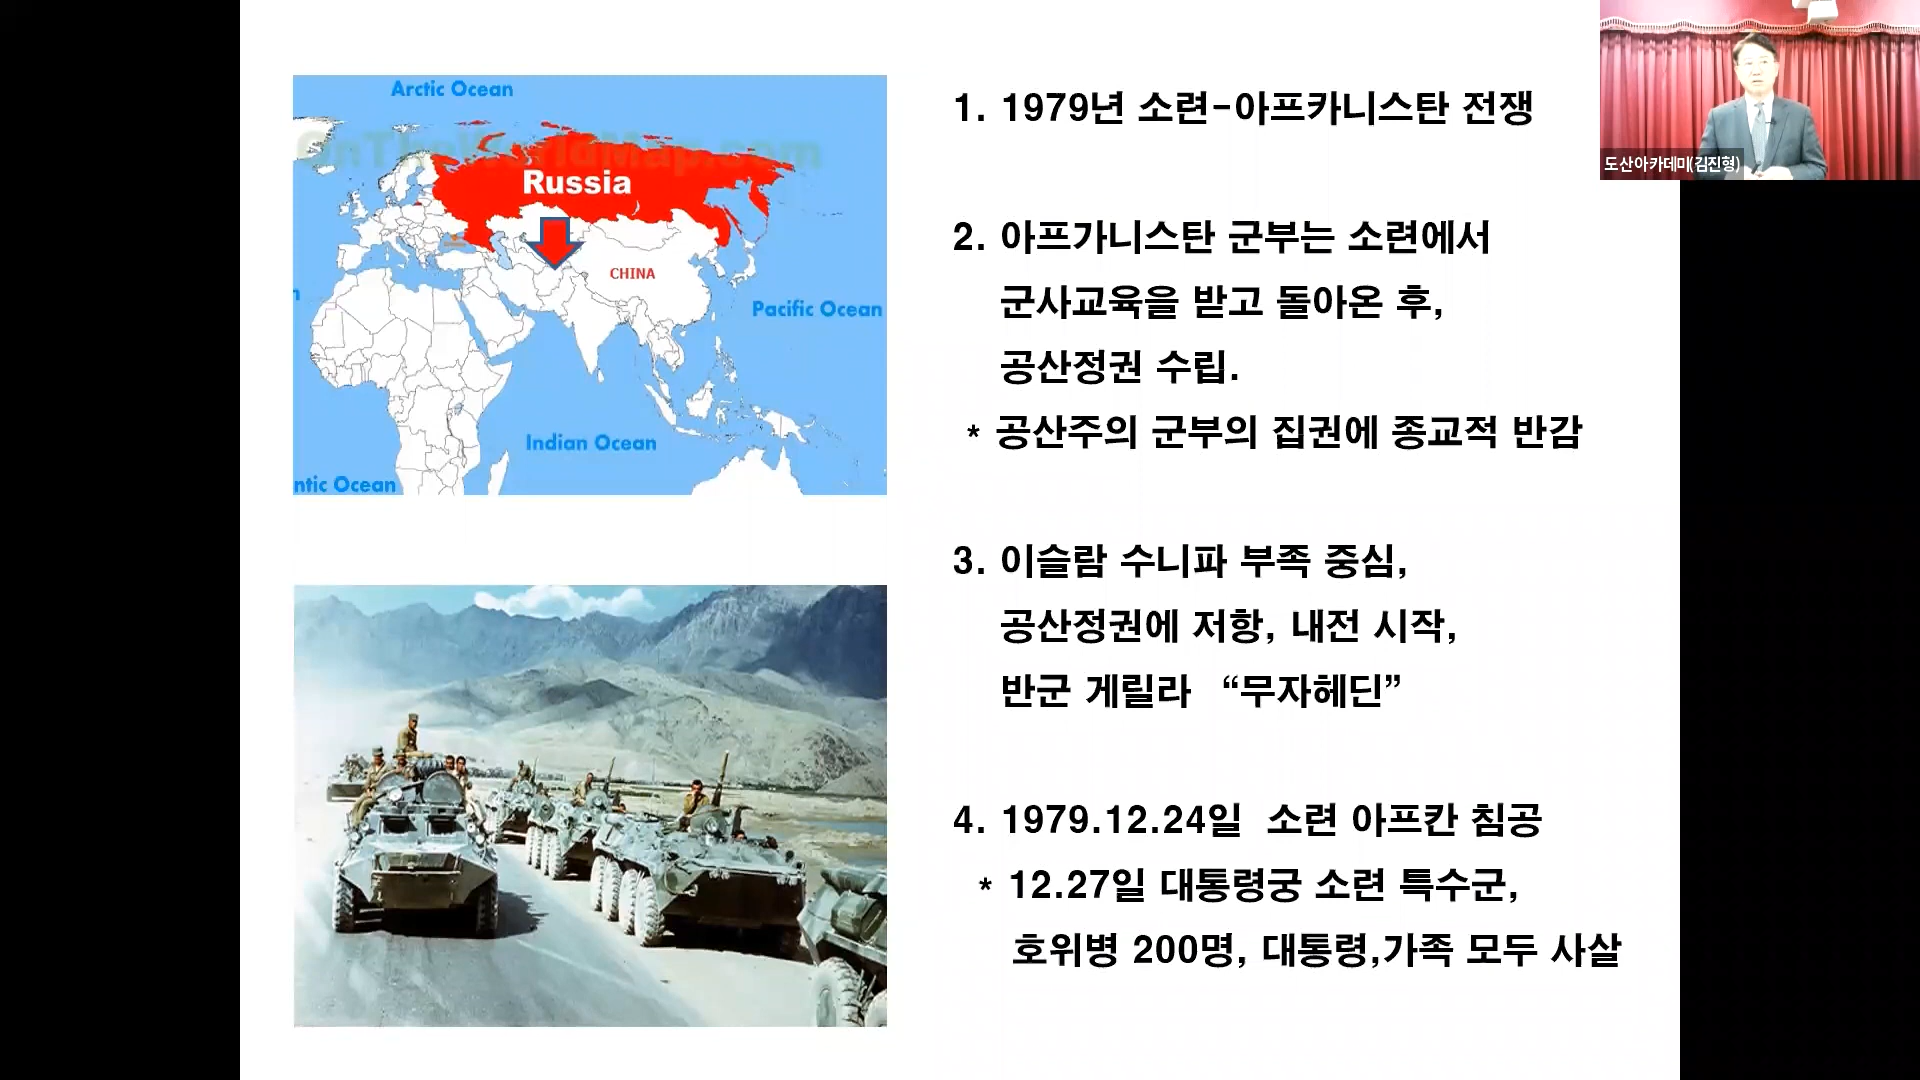 Arctic Ocean
OnTheWorldMap.com
Russia
CHINA
Pacific Ocean
Indian Ocean
ntic Ocean
1. 1979년 소련-아프카니스탄 전쟁
2. 아프가니스탄 군부는 소련에서
군사교육을 받고 돌아온 후,
공산정권 수립.
* 공산주의 군부의 집권에 종교적 반감
3. 이슬람 수니파 부족 중심,
공산정권에 저항, 내전 시작,
반군 게릴라 “무자헤딘”
4. 1979.12.24일 소련 아프칸 침공
* 12.27일 대통령궁 소련 특수군,
호위병 200명, 대통령,가족 모두 사살
도산아카데미(김진형)